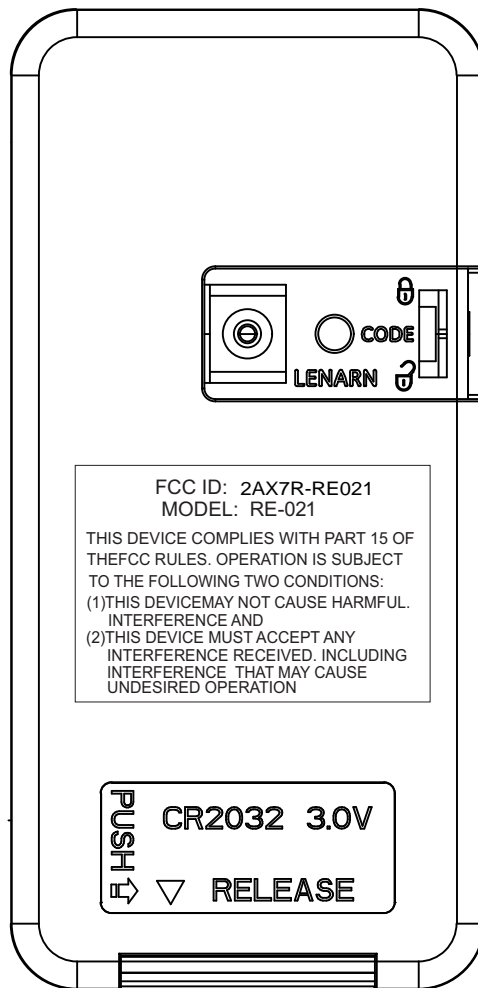 CODE
LENARN
FCC ID: 2AX7R-RE021
MODEL: RE-021
THIS DEVICE COMPLIES WITH PART 15 OF
THEFCC RULES. OPERATION IS SUBJECT
TO THE FOLLOWING TWO CONDITIONS:
(1)THIS DEVICEMAY NOT CAUSE HARMFUL.
INTERFERENCE AND
(2)THIS DEVICE MUST ACCEPT ANY
INTERFERENCE RECEIVED. INCLUDING
INTERFERENCE THAT MAY CAUSE
UNDESIRED OPERATION
PUSH
CR2032 3.0V
RELEASE